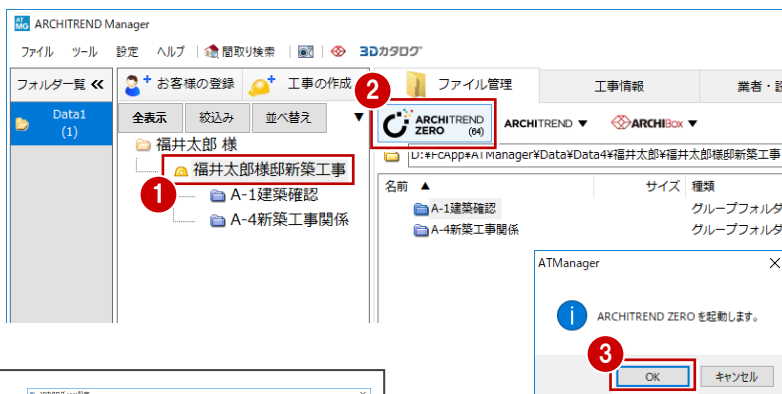 AT MG ARCHITREND Manager
ファイル ツール 設定 ヘルプ 間取り検索 3Dカタログ
フォルダ一覧 ≪ お客様の登録 工事の作成 2 ファイル管理 工事情報 業者・
Data1
(1)
全表示 絞込み 並べ替え ▼
ARCHITREND
ZERO (64)
ARCHITREND ▼ ARCHIBox ▼
福井太郎 様
D:¥FcApp¥ATManager¥Data¥Data4¥福井太郎¥福井太郎様邸新築工事
福井太郎様邸新築工事
1
A-1建築確認
A-4新築工事関係
名前 ▲ サイズ 種類
A-1建築確認 グループフォルダ
A-4新築工事関係 グループフォルダ
ATManager ×
i ARCHITREND ZERO を起動します。
3
OK キャンセル